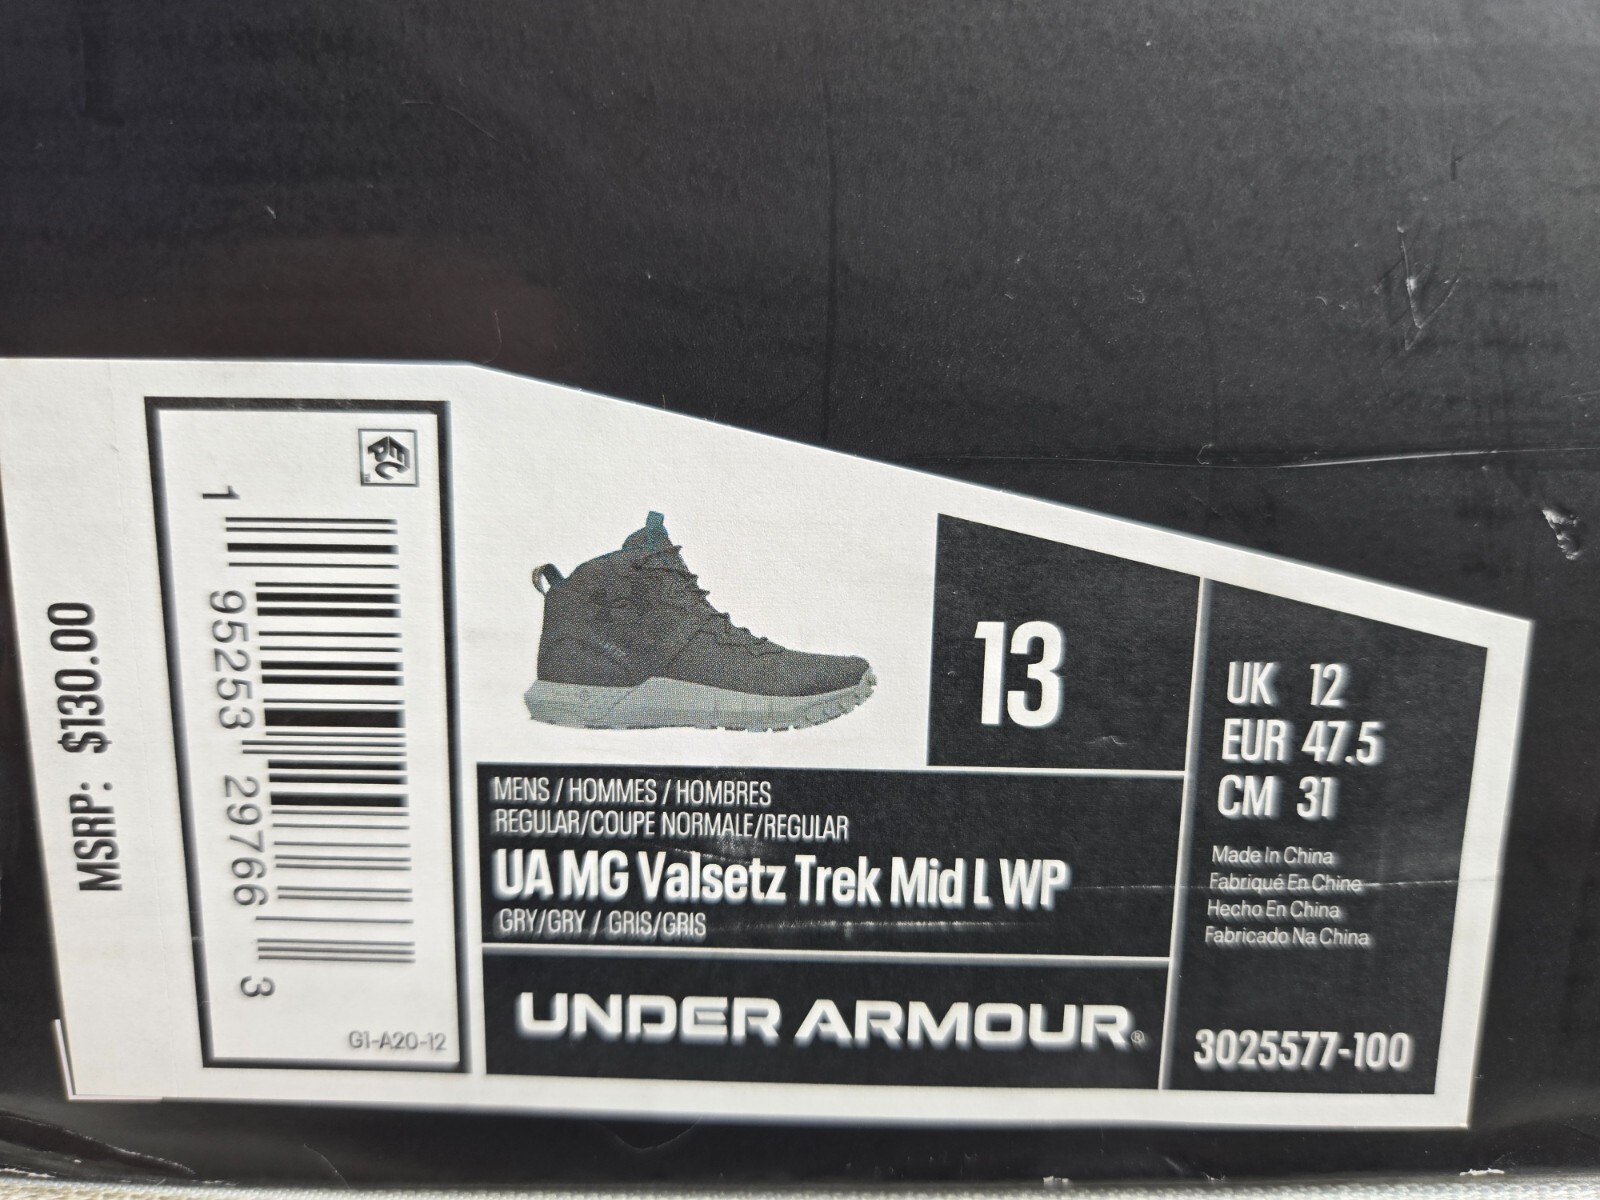 MSRP: $130.00
1 95253 29766 3
G1-A20-12
13
UK 12
EUR 47.5
CM 31
MENS / HOMMES / HOMBRES
REGULAR/COUPE NORMALE/REGULAR
UA MG Valsetz Trek Mid L WP
GRY/GRY / GRIS/GRIS
Made In China
Fabriqué En Chine
Hecho En China
Fabricado Na China
UNDER ARMOUR®
3025577-100